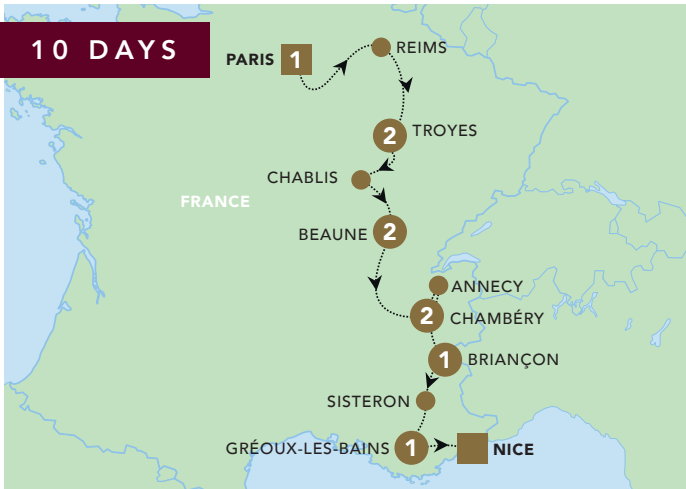 10 DAYS
PARIS 1
REIMS
2 TROYES
CHABLIS
FRANCE
BEAUNE 2
ANNECY
2 CHAMBÉRY
1 BRIANÇON
SISTERON
GRÉOUX-LES-BAINS 1
NICE